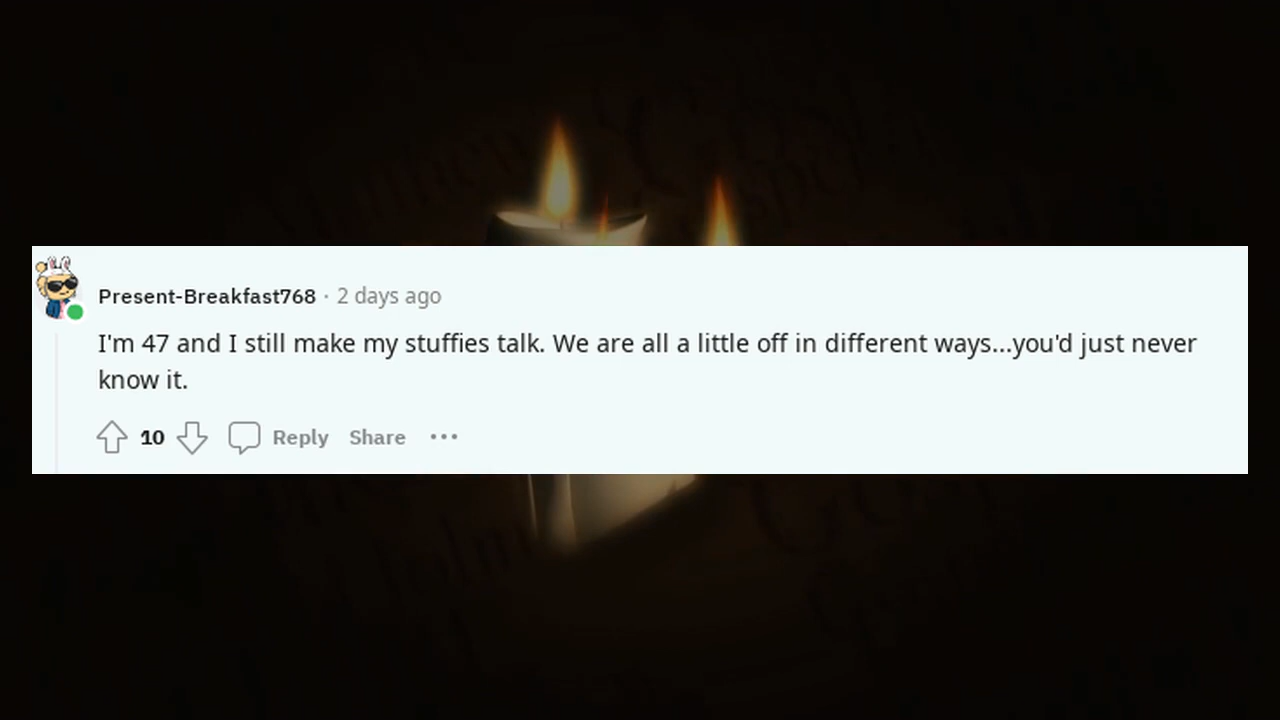 Present-Breakfast768 · 2 days ago
I'm 47 and I still make my stuffies talk. We are all a little off in different ways...you'd just never
know it.
10 Reply Share ...